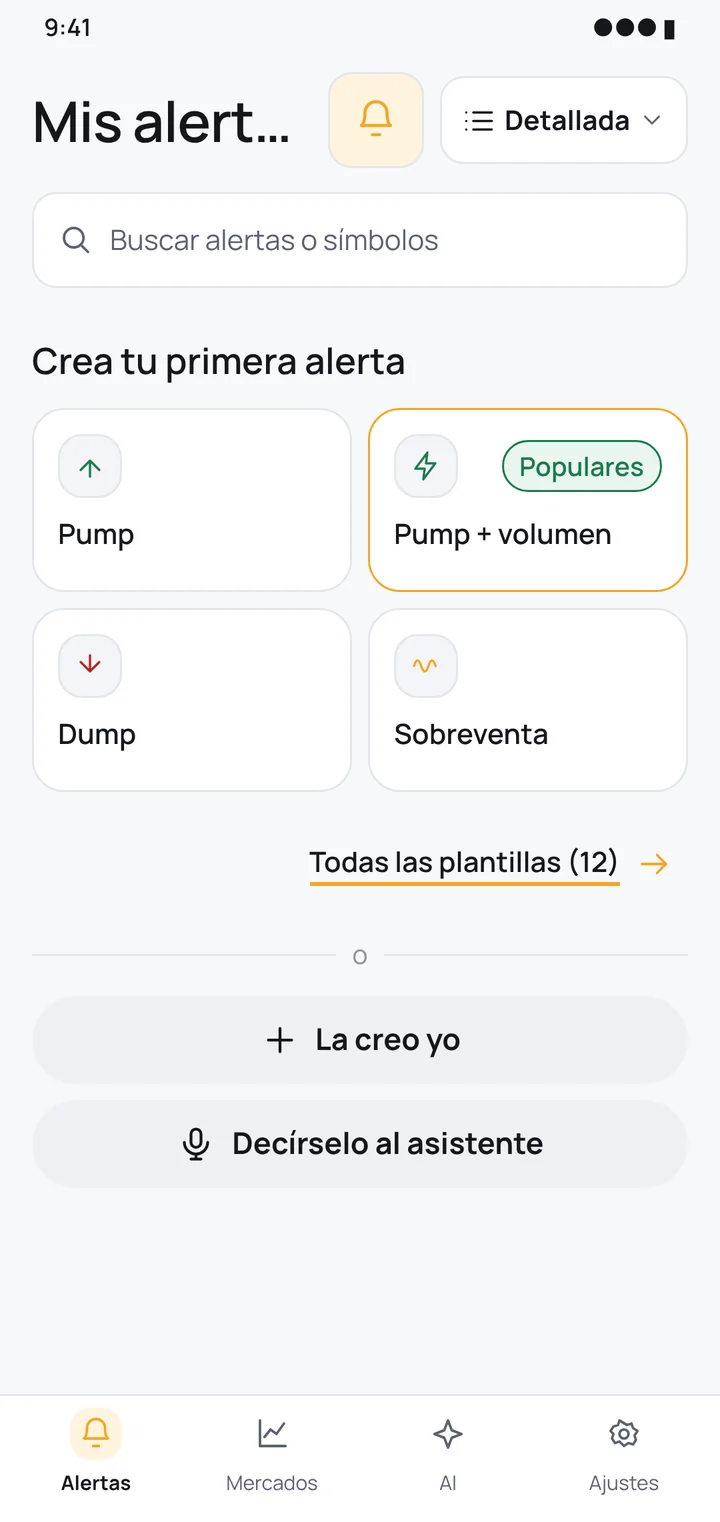 9:41
Mis alert...
Detallada
Buscar alertas o símbolos
Crea tu primera alerta
Pump
Populares
Pump + volumen
Dump
Sobreventa
Todas las plantillas (12)
o
La creo yo
Decírselo al asistente
Alertas
Mercados
AI
Ajustes